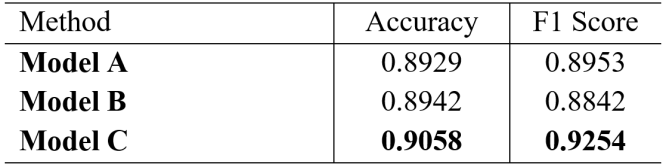 Method Accuracy F1 Score
Model A 0.8929 0.8953
Model B 0.8942 0.8842
Model C 0.9058 0.9254